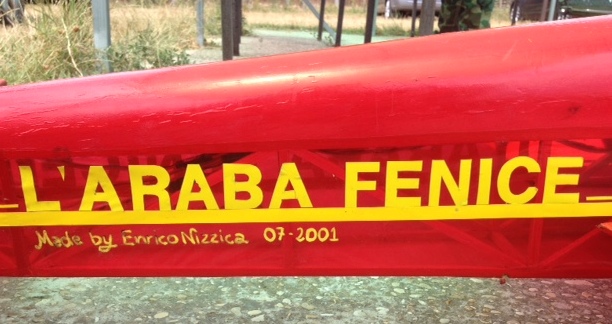 L'ARABA FENICE
Made by Enrico Nizzica 07-2001